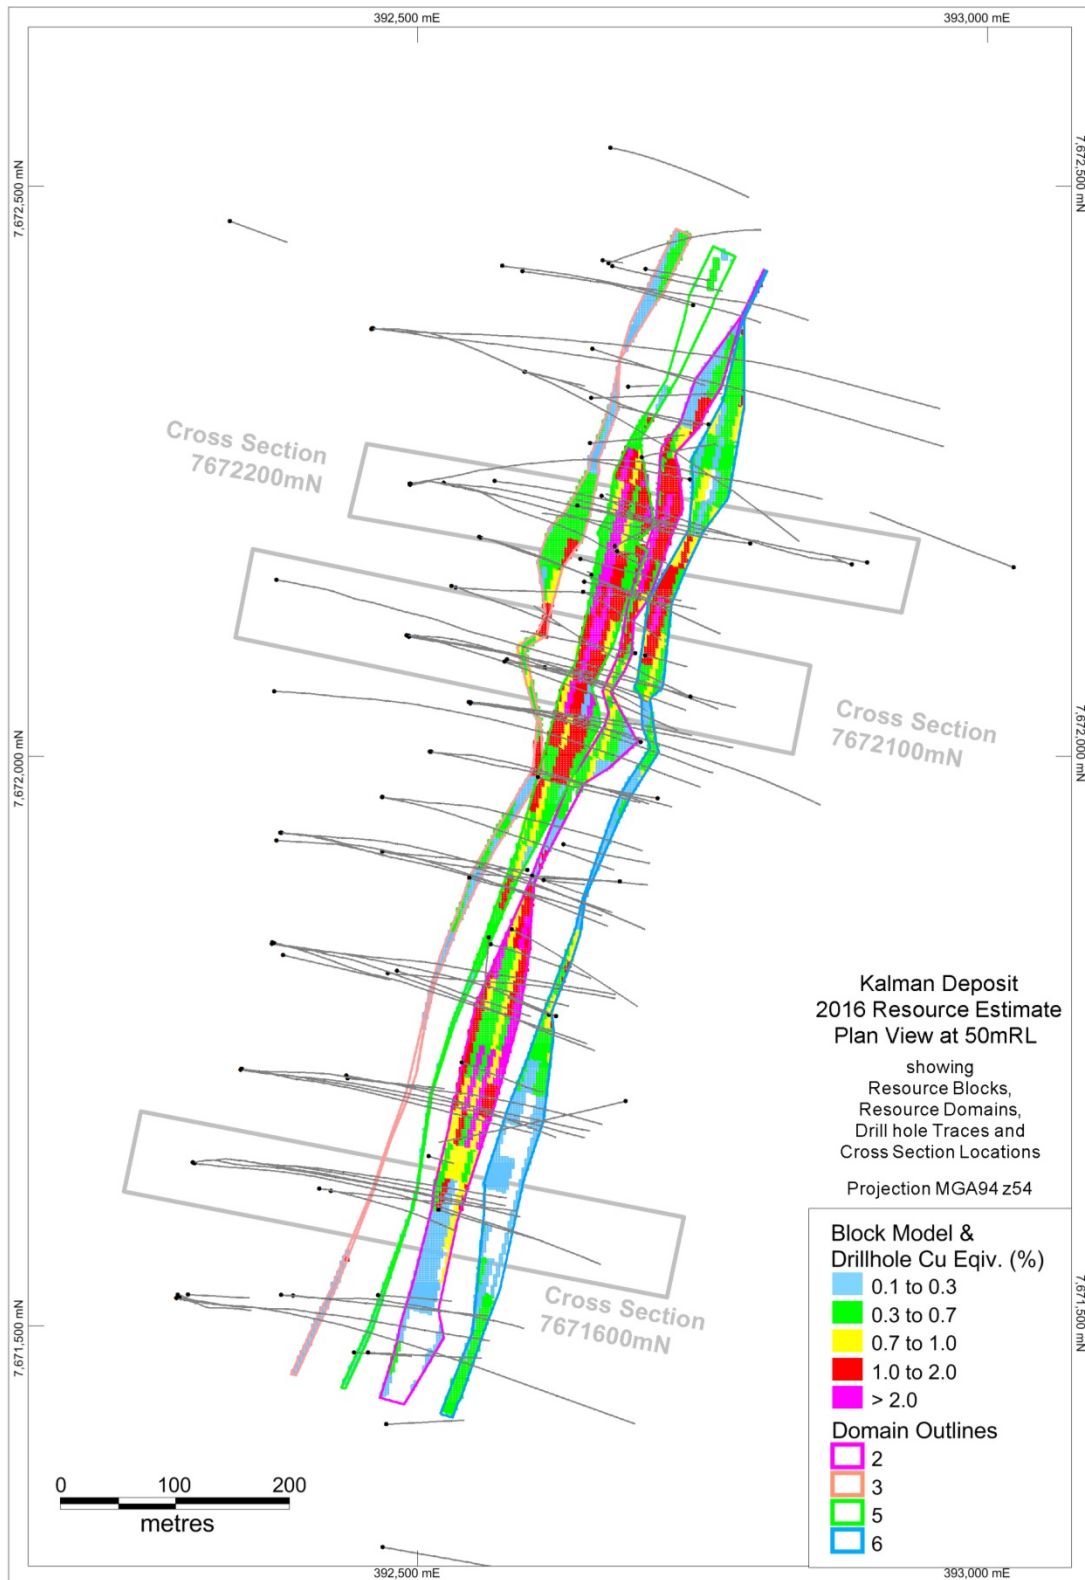 392,500 mE
393,000 mE
7,672,500 mN
7,672,500 mN
Cross Section
7672200mN
Cross Section
7672100mN
7,672,000 mN
7,672,000 mN
Kalman Deposit
2016 Resource Estimate
Plan View at 50mRL
showing
Resource Blocks,
Resource Domains,
Drill hole Traces and
Cross Section Locations
Projection MGA94 z54
Cross Section
7671600mN
7,671,500 mN
7,671,500 mN
Block Model &
Drillhole Cu Eqiv. (%)
0.1 to 0.3
0.3 to 0.7
0.7 to 1.0
1.0 to 2.0
> 2.0
Domain Outlines
2
3
5
6
0 100 200
metres
392,500 mE
393,000 mE